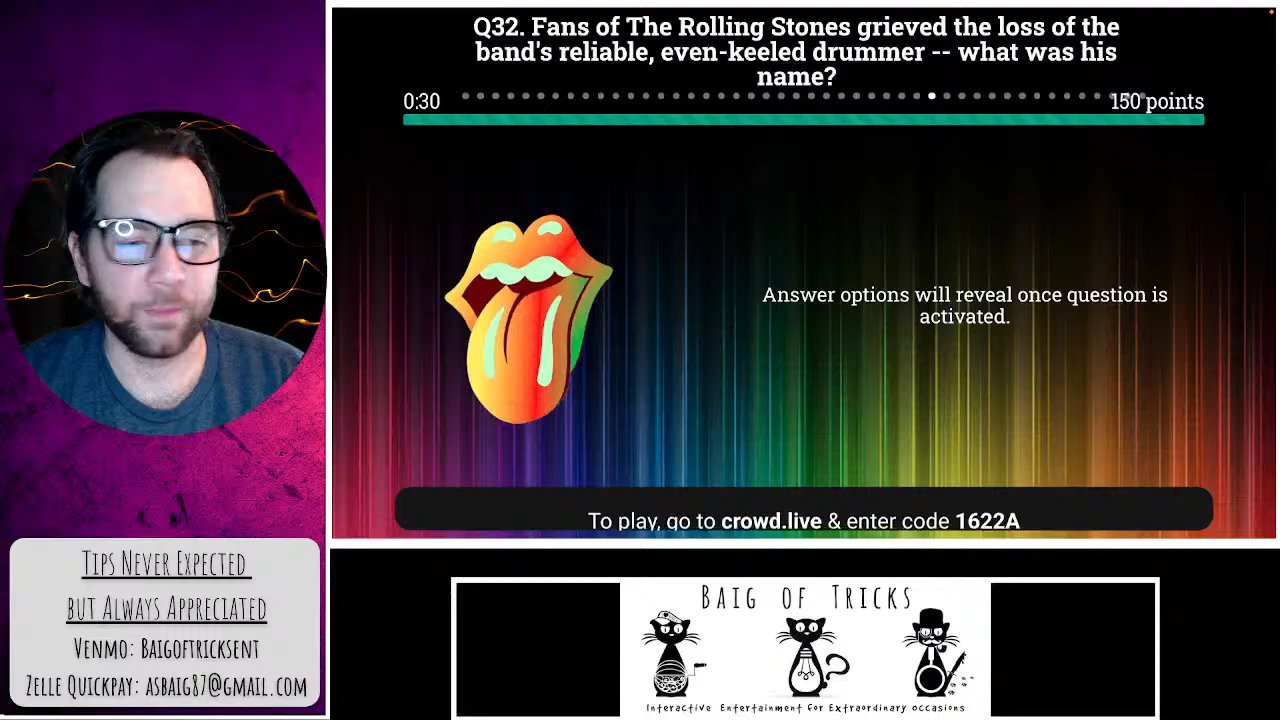 Q32. Fans of The Rolling Stones grieved the loss of the
band's reliable, even-keeled drummer -- what was his
name?
0:30
150 points
Answer options will reveal once question is
activated.
To play, go to crowd.live & enter code 1622A
Tips Never Expected
but Always Appreciated
Venmo: Baigoftricksent
Zelle Quickpay: asbaig87@gmail.com
Baig of Tricks
Interactive Entertainment for Extraordinary Occasions